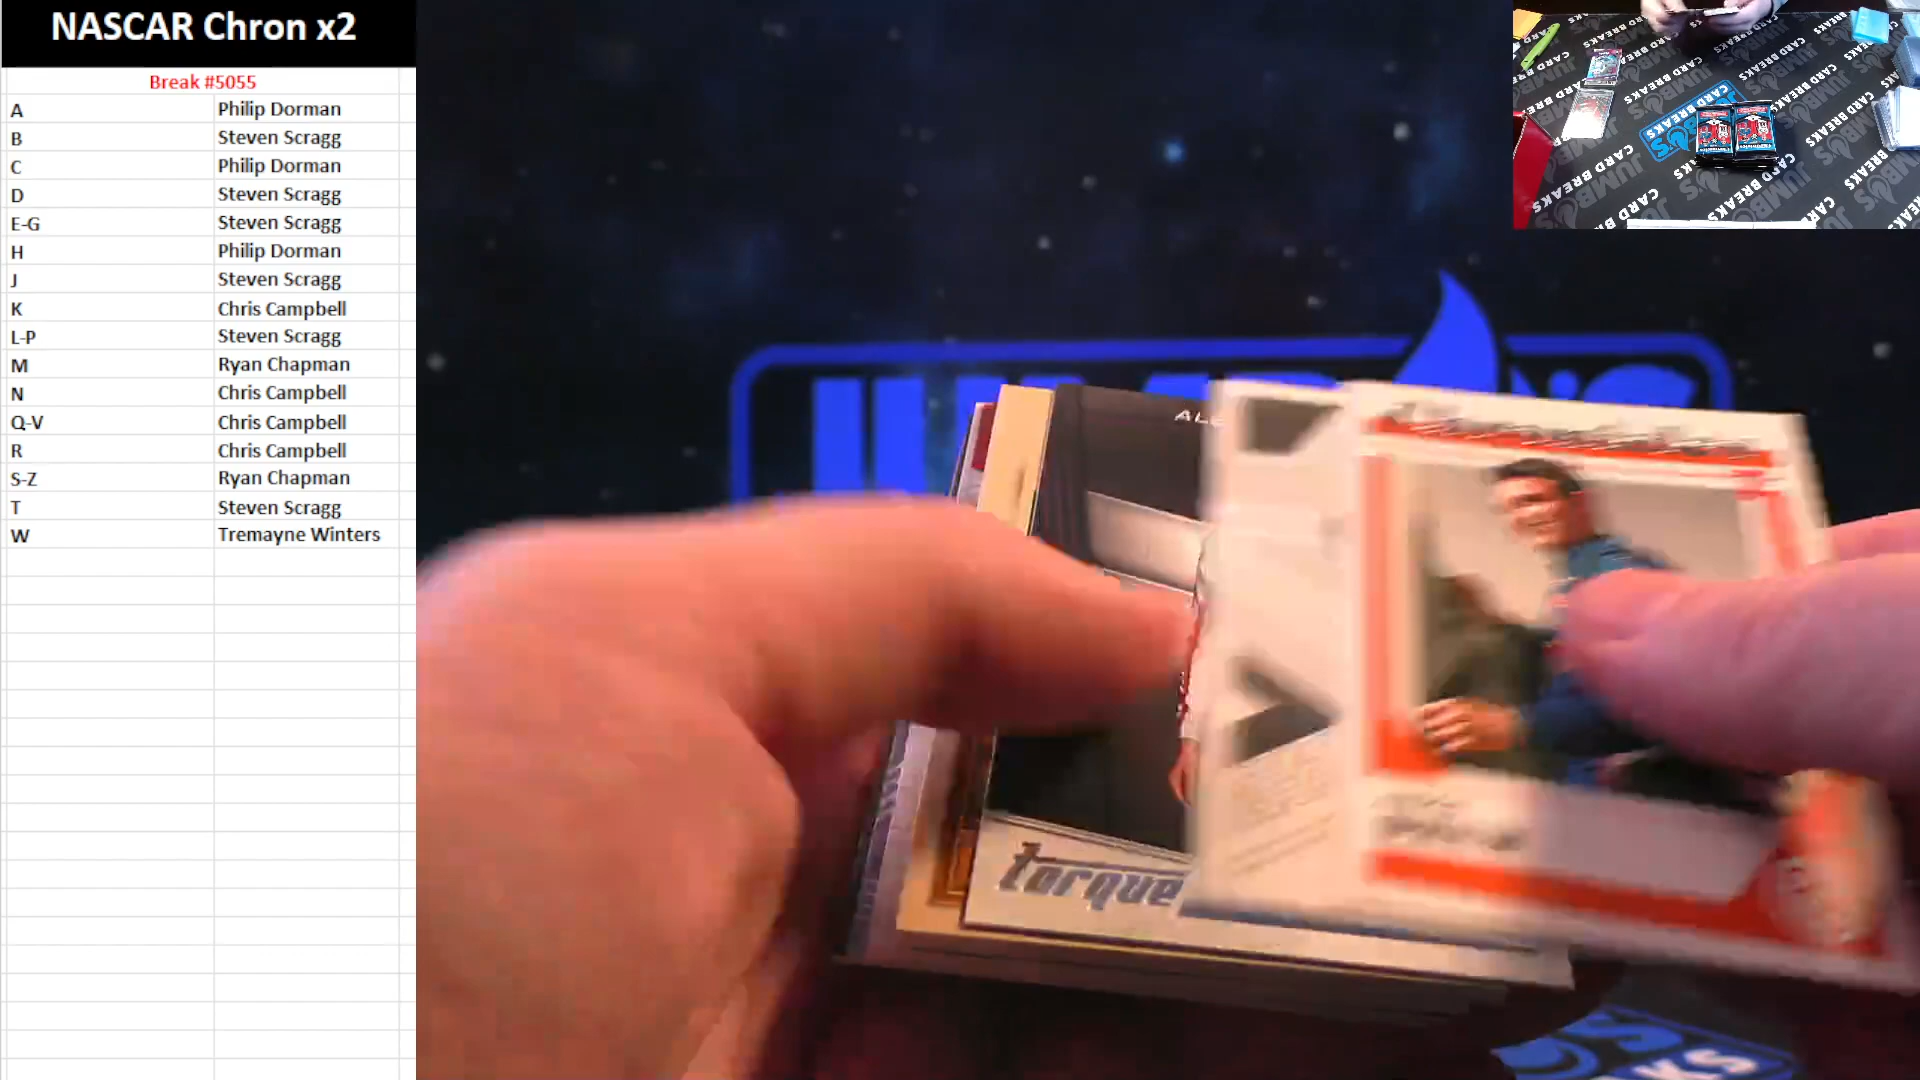 NASCAR Chron x2
Break #5055
A Philip Dorman
B Steven Scragg
C Philip Dorman
D Steven Scragg
E-G Steven Scragg
H Philip Dorman
J Steven Scragg
K Chris Campbell
L-P Steven Scragg
M Ryan Chapman
N Chris Campbell
Q-V Chris Campbell
R Chris Campbell
S-Z Ryan Chapman
T Steven Scragg
W Tremayne Winters
torque
CARD BREAKS